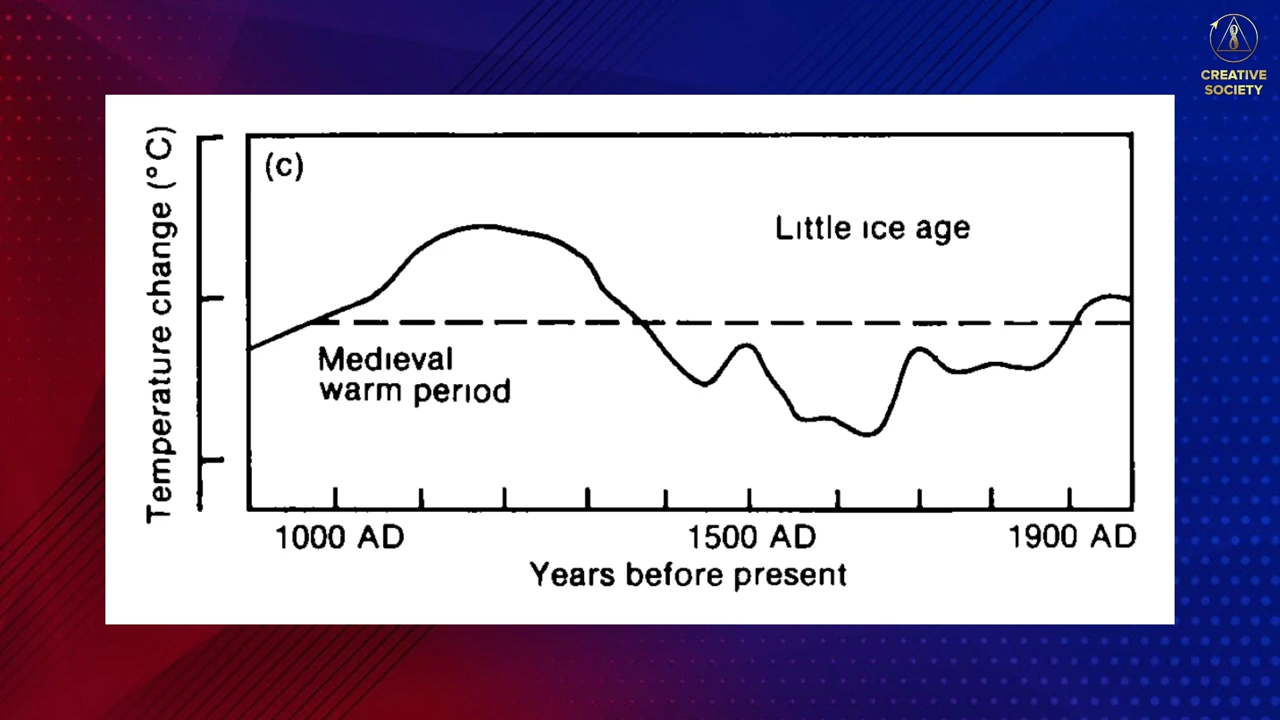 CREATIVE
SOCIETY
Temperature change (°C)
(c)
Little ice age
Medieval
warm period
1000 AD
1500 AD
1900 AD
Years before present